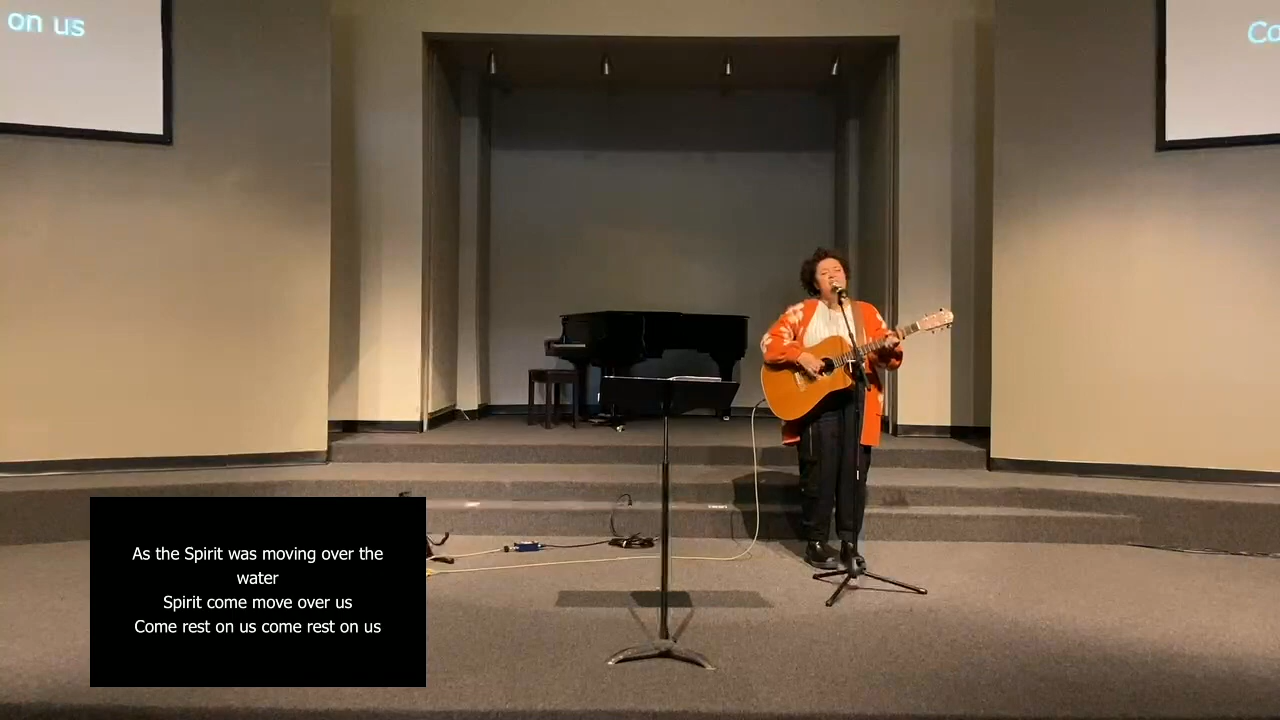 on us
Co
As the Spirit was moving over the
water
Spirit come move over us
Come rest on us come rest on us